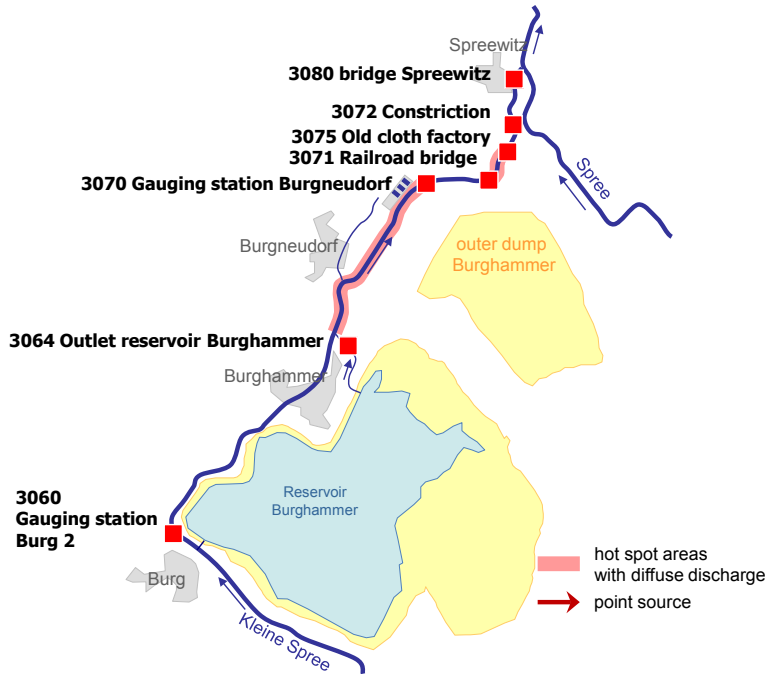 Spreewitz
3080 bridge Spreewitz
3072 Constriction
3075 Old cloth factory
3071 Railroad bridge
3070 Gauging station Burgneudorf
Spree
Burgneudorf
outer dump
Burghammer
3064 Outlet reservoir Burghammer
Burghammer
Reservoir
Burghammer
3060
Gauging station
Burg 2
Burg
Kleine Spree
hot spot areas
with diffuse discharge
point source